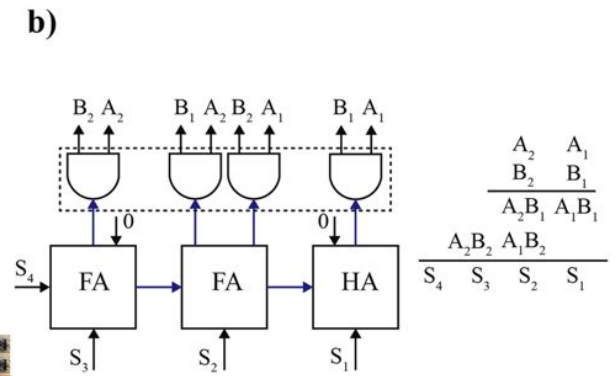 b)
B₂ A₂ B₁ A₂ B₂ A₁ B₁ A₁
0 0
S₄ FA FA HA
S₃ S₂ S₁
A₂ A₁
B₂ B₁
A₂B₁ A₁B₁
A₂B₂ A₁B₂
S₄ S₃ S₂ S₁